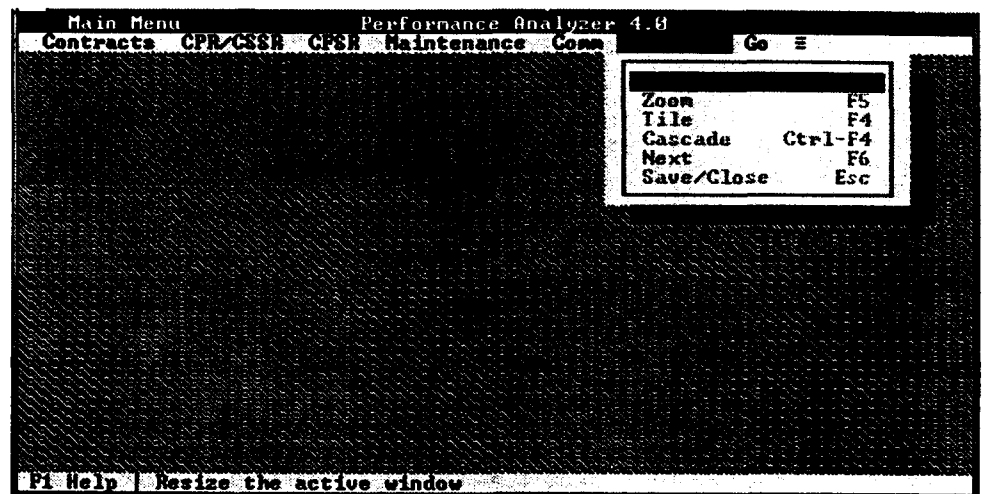 Main Menu Performance Analyzer 4.0
Contracts CPR/CSSR CFSR Maintenance Comm Go ≡
Zoom F5
Tile F4
Cascade Ctrl-F4
Next F6
Save/Close Esc
F1 Help | Resize the active window